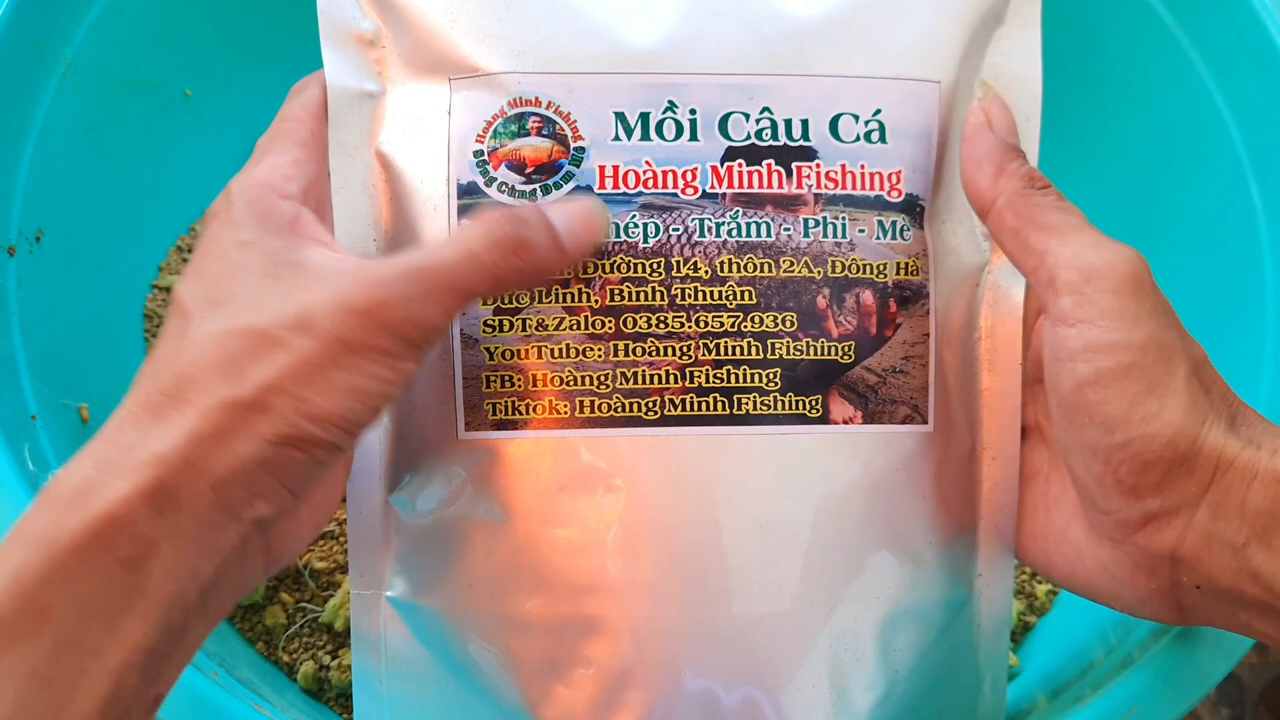 Hoàng Minh Fishing
Sống Cùng Đam Mê
Mồi Câu Cá
Hoàng Minh Fishing
- Trắm - Phi - Mè
Đường 14, thôn 2A, Đông Hà
Đức Linh, Bình Thuận
SĐT&Zalo: 0385.657.936
YouTube: Hoàng Minh Fishing
FB: Hoàng Minh Fishing
Tiktok: Hoàng Minh Fishing